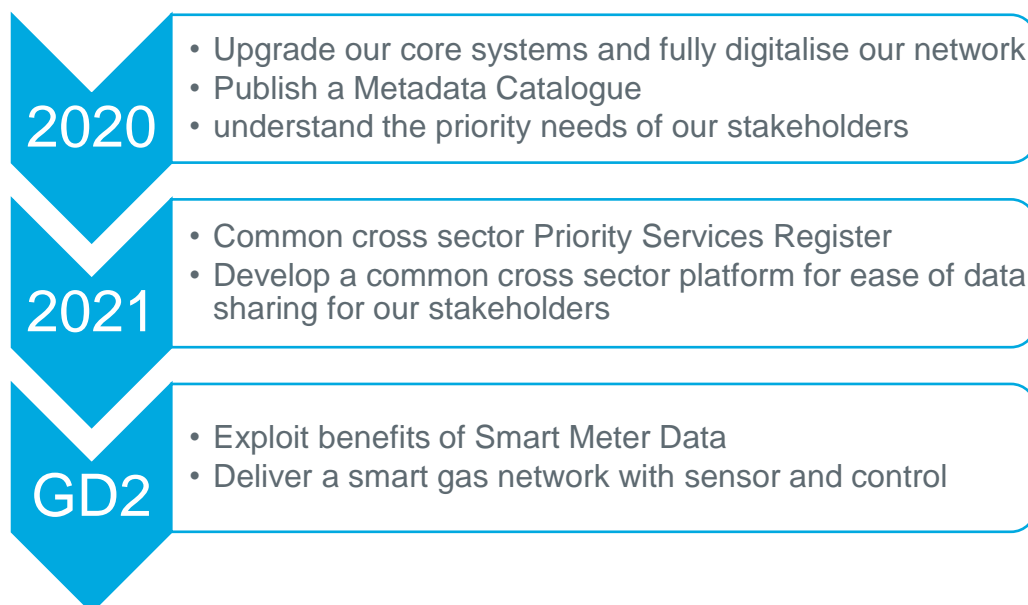 2020
• Upgrade our core systems and fully digitalise our network
• Publish a Metadata Catalogue
• understand the priority needs of our stakeholders
2021
• Common cross sector Priority Services Register
• Develop a common cross sector platform for ease of data
sharing for our stakeholders
GD2
• Exploit benefits of Smart Meter Data
• Deliver a smart gas network with sensor and control